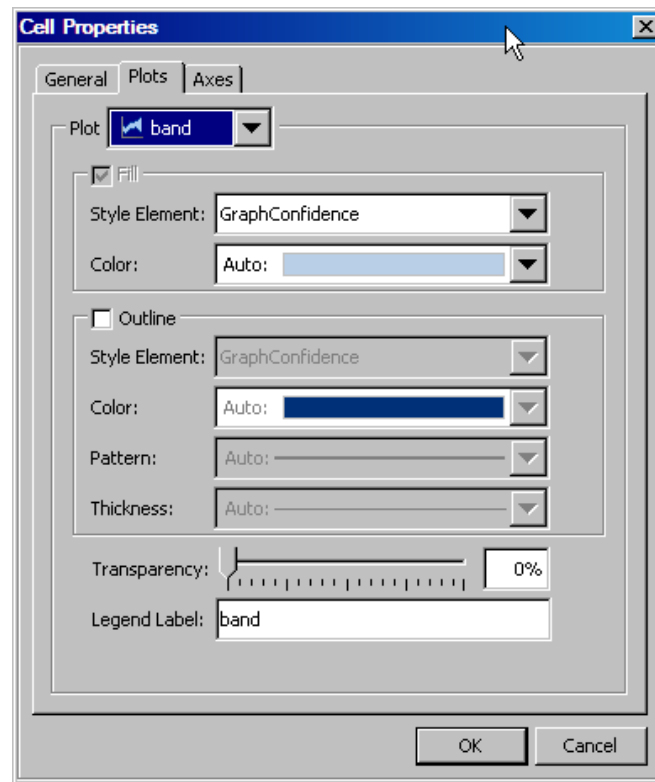 Cell Properties
General Plots Axes
Plot band
Fill
Style Element: GraphConfidence
Color: Auto:
Outline
Style Element: GraphConfidence
Color: Auto:
Pattern: Auto:
Thickness: Auto:
Transparency: 0%
Legend Label: band
OK Cancel